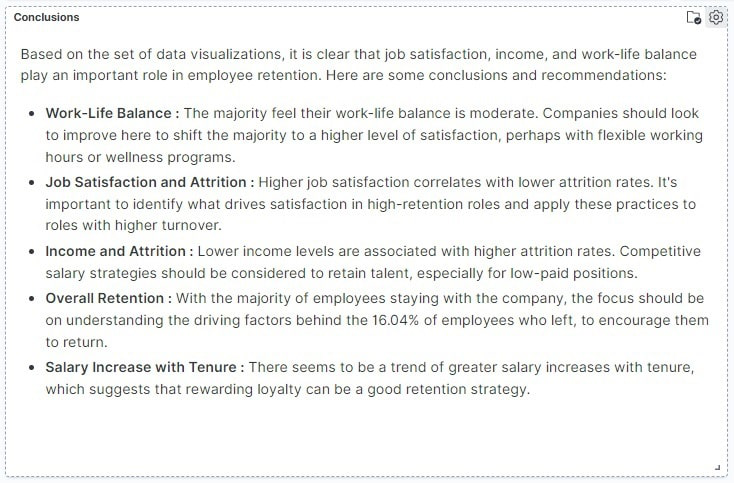 Conclusions
Based on the set of data visualizations, it is clear that job satisfaction, income, and work-life balance
play an important role in employee retention. Here are some conclusions and recommendations:
• Work-Life Balance : The majority feel their work-life balance is moderate. Companies should look
to improve here to shift the majority to a higher level of satisfaction, perhaps with flexible working
hours or wellness programs.
• Job Satisfaction and Attrition : Higher job satisfaction correlates with lower attrition rates. It's
important to identify what drives satisfaction in high-retention roles and apply these practices to
roles with higher turnover.
• Income and Attrition : Lower income levels are associated with higher attrition rates. Competitive
salary strategies should be considered to retain talent, especially for low-paid positions.
• Overall Retention : With the majority of employees staying with the company, the focus should be
on understanding the driving factors behind the 16.04% of employees who left, to encourage them
to return.
• Salary Increase with Tenure : There seems to be a trend of greater salary increases with tenure,
which suggests that rewarding loyalty can be a good retention strategy.